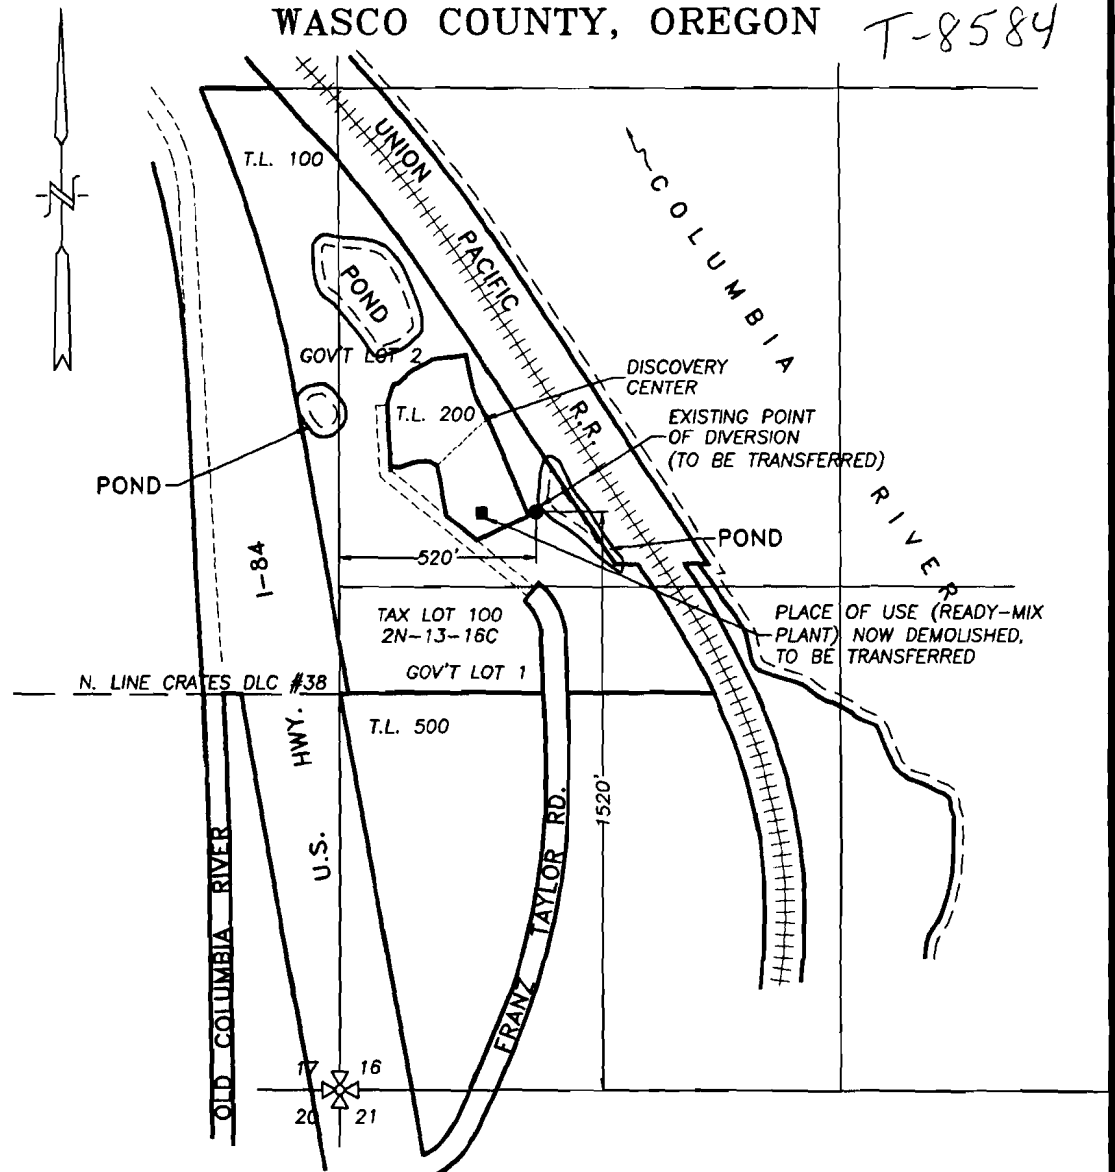 WASCO COUNTY, OREGON
T-8584
T.L. 100
UNION PACIFIC R.R.
COLUMBIA RIVER
POND
GOV'T LOT 2
DISCOVERY
CENTER
T.L. 200
EXISTING POINT
OF DIVERSION
(TO BE TRANSFERRED)
POND
POND
520'
I-84
TAX LOT 100
2N-13-16C
PLACE OF USE (READY-MIX
PLANT) NOW DEMOLISHED,
TO BE TRANSFERRED
GOV'T LOT 1
N. LINE CRATES DLC #38
T.L. 500
U.S. HWY.
1520'
OLD COLUMBIA RIVER
FRANZ TAYLOR RD.
17 16
20 21
N